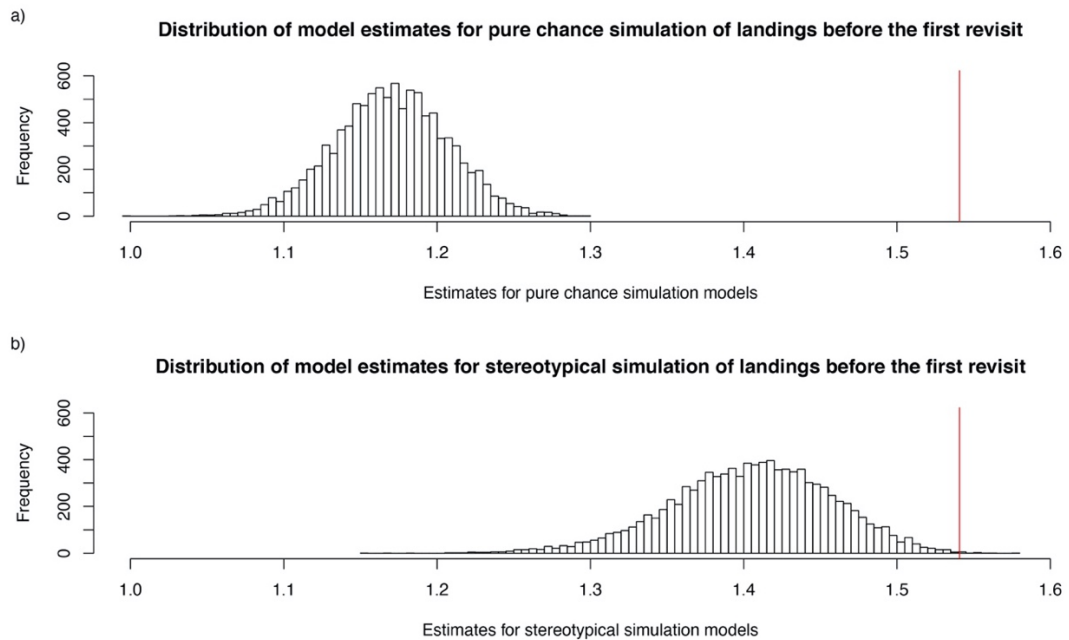 a)
Distribution of model estimates for pure chance simulation of landings before the first revisit
Frequency
600
400
200
0
1.0 1.1 1.2 1.3 1.4 1.5 1.6
Estimates for pure chance simulation models
b)
Distribution of model estimates for stereotypical simulation of landings before the first revisit
Frequency
600
400
200
0
1.0 1.1 1.2 1.3 1.4 1.5 1.6
Estimates for stereotypical simulation models